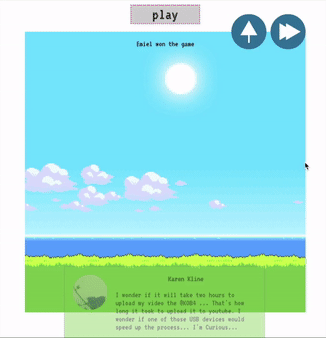 play
fmiel won the game
Karen Kline
I wonder if it will take two hours to
upload my video the @KOBA ... That's how
long it took to upload it to youtube. I
wonder if one of those USB devices would
speed up the process... I'm Curious...